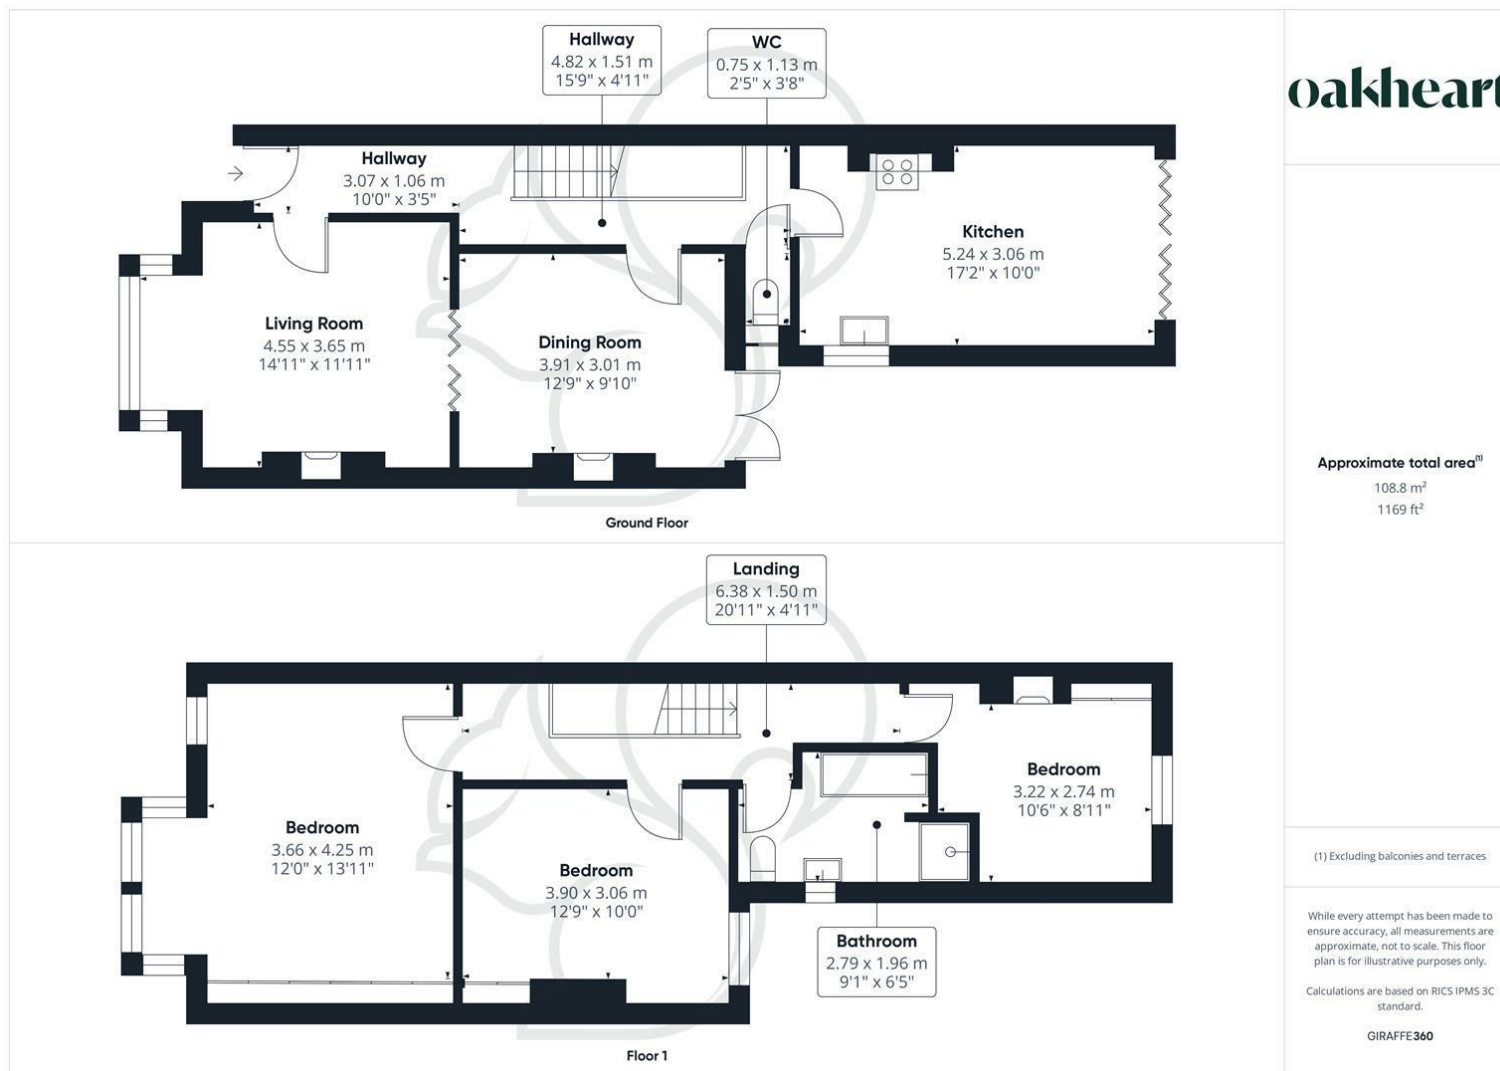 Hallway
4.82 x 1.51 m
15'9" x 4'11"
WC
0.75 x 1.13 m
2'5" x 3'8"
Hallway
3.07 x 1.06 m
10'0" x 3'5"
Kitchen
5.24 x 3.06 m
17'2" x 10'0"
Living Room
4.55 x 3.65 m
14'11" x 11'11"
Dining Room
3.91 x 3.01 m
12'9" x 9'10"
Ground Floor
Landing
6.38 x 1.50 m
20'11" x 4'11"
Bedroom
3.22 x 2.74 m
10'6" x 8'11"
Bedroom
3.66 x 4.25 m
12'0" x 13'11"
Bedroom
3.90 x 3.06 m
12'9" x 10'0"
Bathroom
2.79 x 1.96 m
9'1" x 6'5"
Floor 1
oakheart
Approximate total area⁽¹⁾
108.8 m²
1169 ft²
(1) Excluding balconies and terraces
While every attempt has been made to
ensure accuracy, all measurements are
approximate, not to scale. This floor
plan is for illustrative purposes only.
Calculations are based on RICS IPMS 3C
standard.
GIRAFFE360